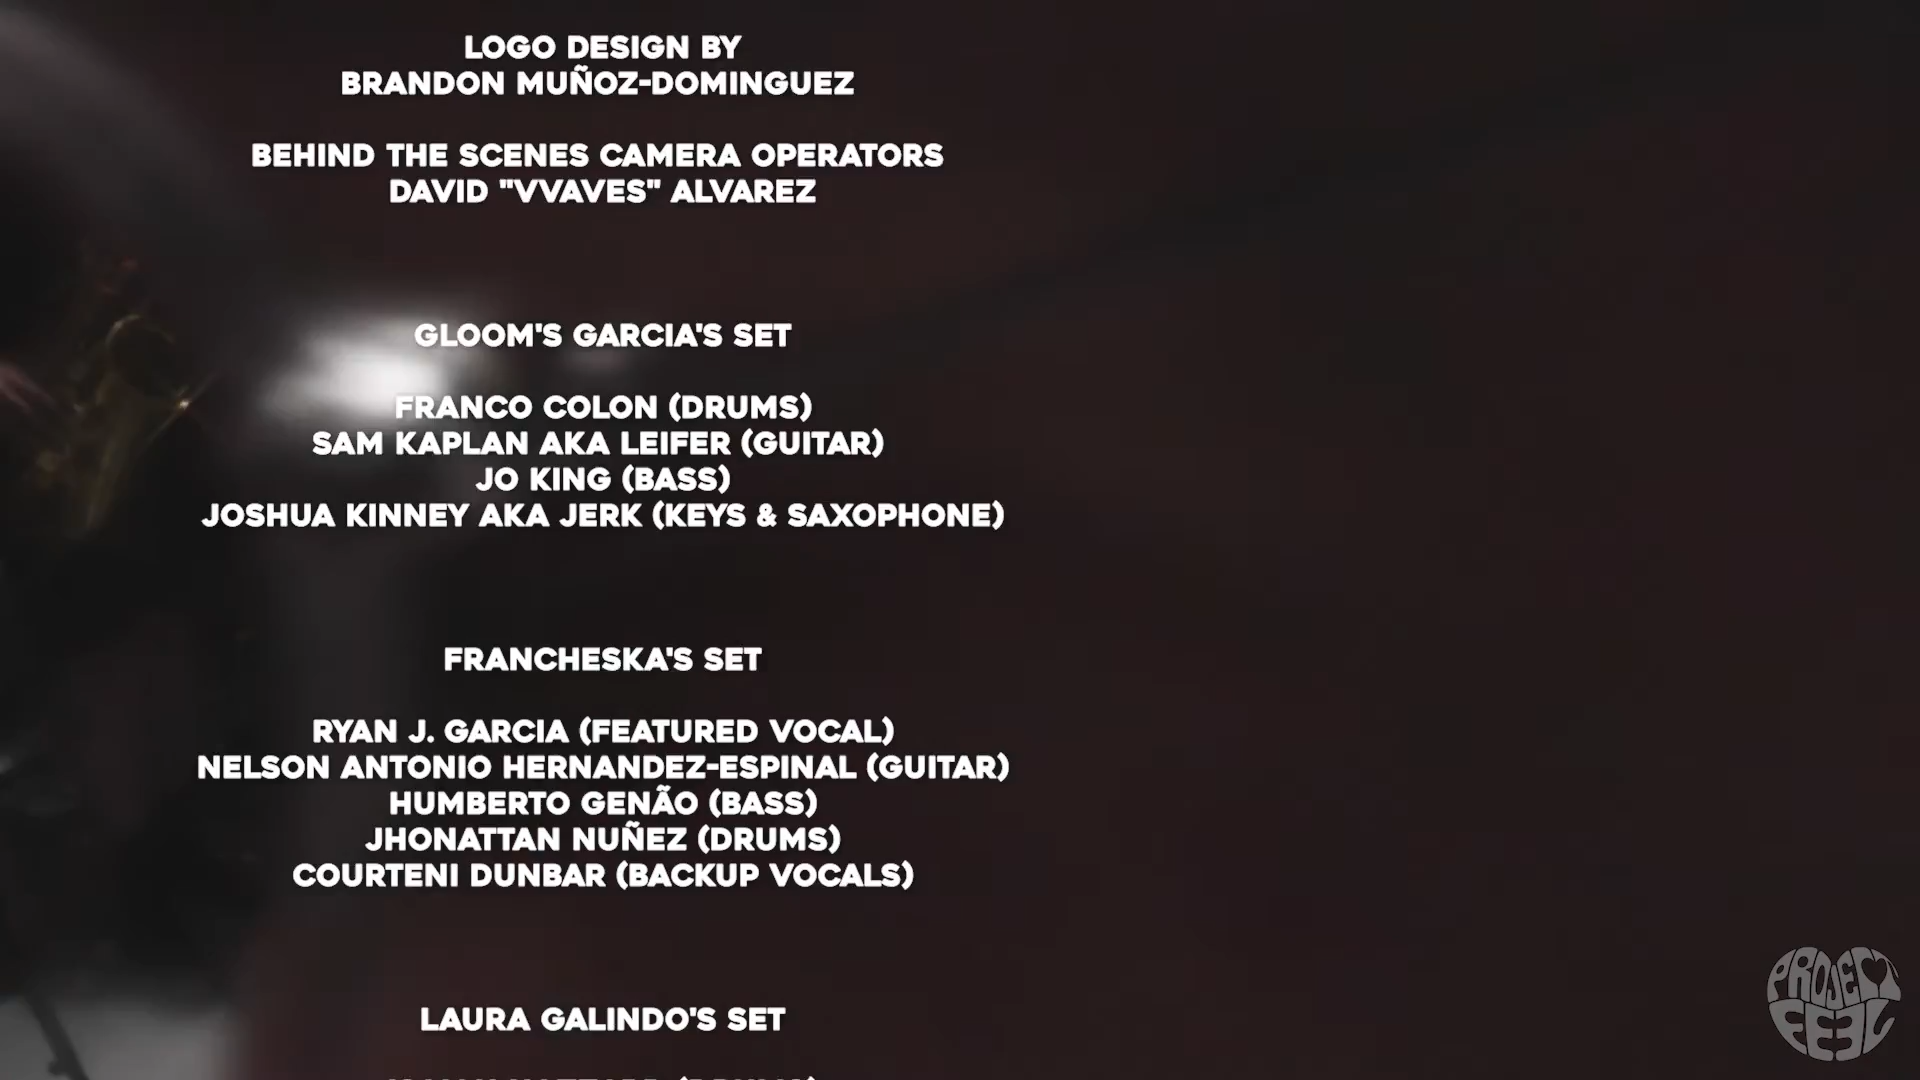 LOGO DESIGN BY
BRANDON MUÑOZ-DOMINGUEZ
BEHIND THE SCENES CAMERA OPERATORS
DAVID "VVAVES" ALVAREZ
GLOOM'S GARCIA'S SET
FRANCO COLON (DRUMS)
SAM KAPLAN AKA LEIFER (GUITAR)
JO KING (BASS)
JOSHUA KINNEY AKA JERK (KEYS & SAXOPHONE)
FRANCHESKA'S SET
RYAN J. GARCIA (FEATURED VOCAL)
NELSON ANTONIO HERNANDEZ-ESPINAL (GUITAR)
HUMBERTO GENÃO (BASS)
JHONATTAN NUÑEZ (DRUMS)
COURTENI DUNBAR (BACKUP VOCALS)
LAURA GALINDO'S SET
PROJECT
FEEL